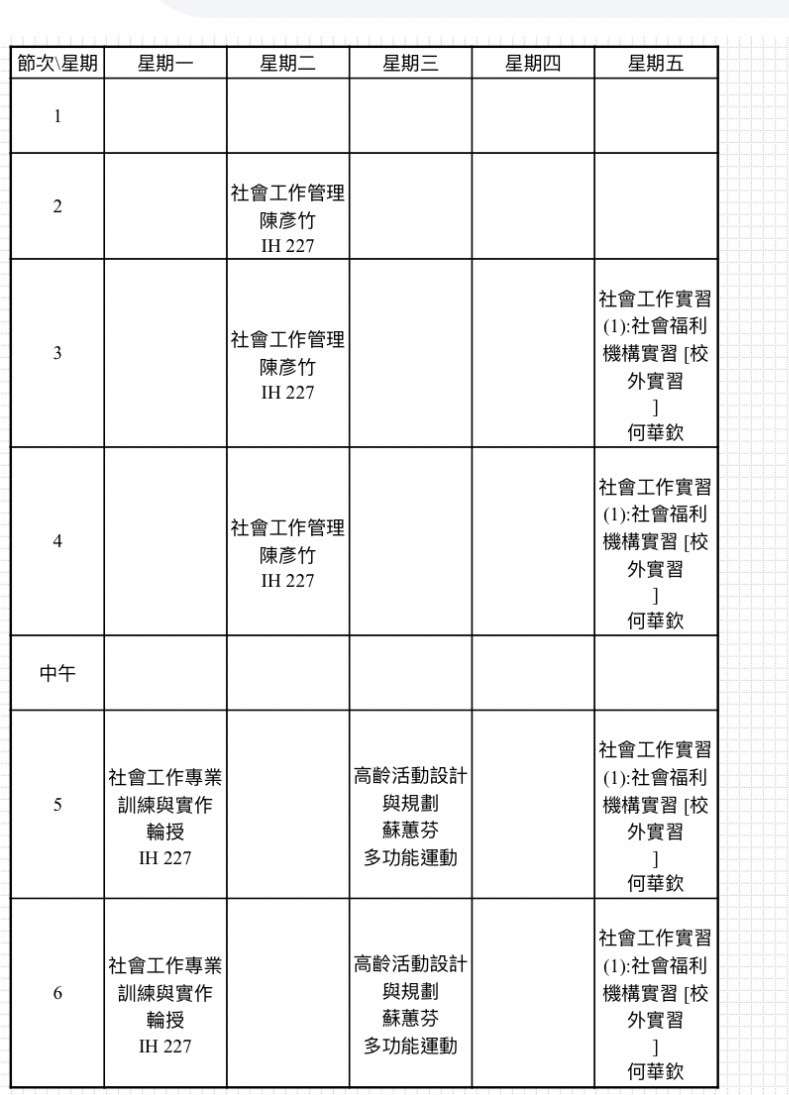 節次\星期 星期一 星期二 星期三 星期四 星期五
1
2
社會工作管理
陳彥竹
IH 227
3
社會工作管理
陳彥竹
IH 227
社會工作實習
(1):社會福利
機構實習 [校
外實習
]
何華欽
4
社會工作管理
陳彥竹
IH 227
社會工作實習
(1):社會福利
機構實習 [校
外實習
]
何華欽
中午
5
社會工作專業
訓練與實作
輪授
IH 227
高齡活動設計
與規劃
蘇蕙芬
多功能運動
社會工作實習
(1):社會福利
機構實習 [校
外實習
]
何華欽
6
社會工作專業
訓練與實作
輪授
IH 227
高齡活動設計
與規劃
蘇蕙芬
多功能運動
社會工作實習
(1):社會福利
機構實習 [校
外實習
]
何華欽